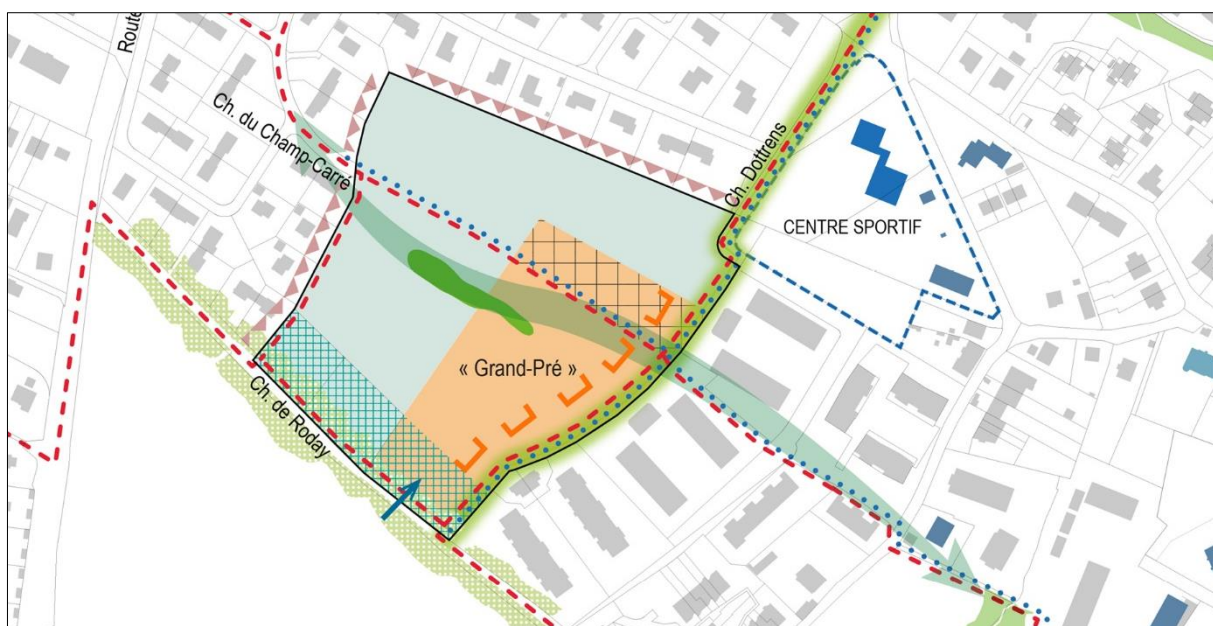 Route
Ch. du Champ-Carré
Ch. Dottrens
CENTRE SPORTIF
« Grand-Pré »
Ch. de Roday